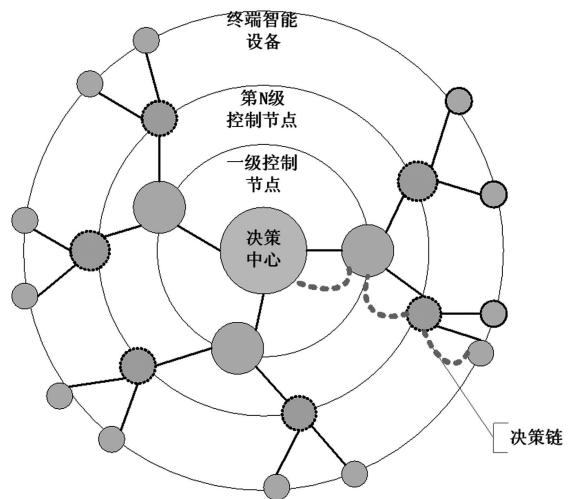 终端智能
设备
第N级
控制节点
一级控制
节点
决策
中心
决策链